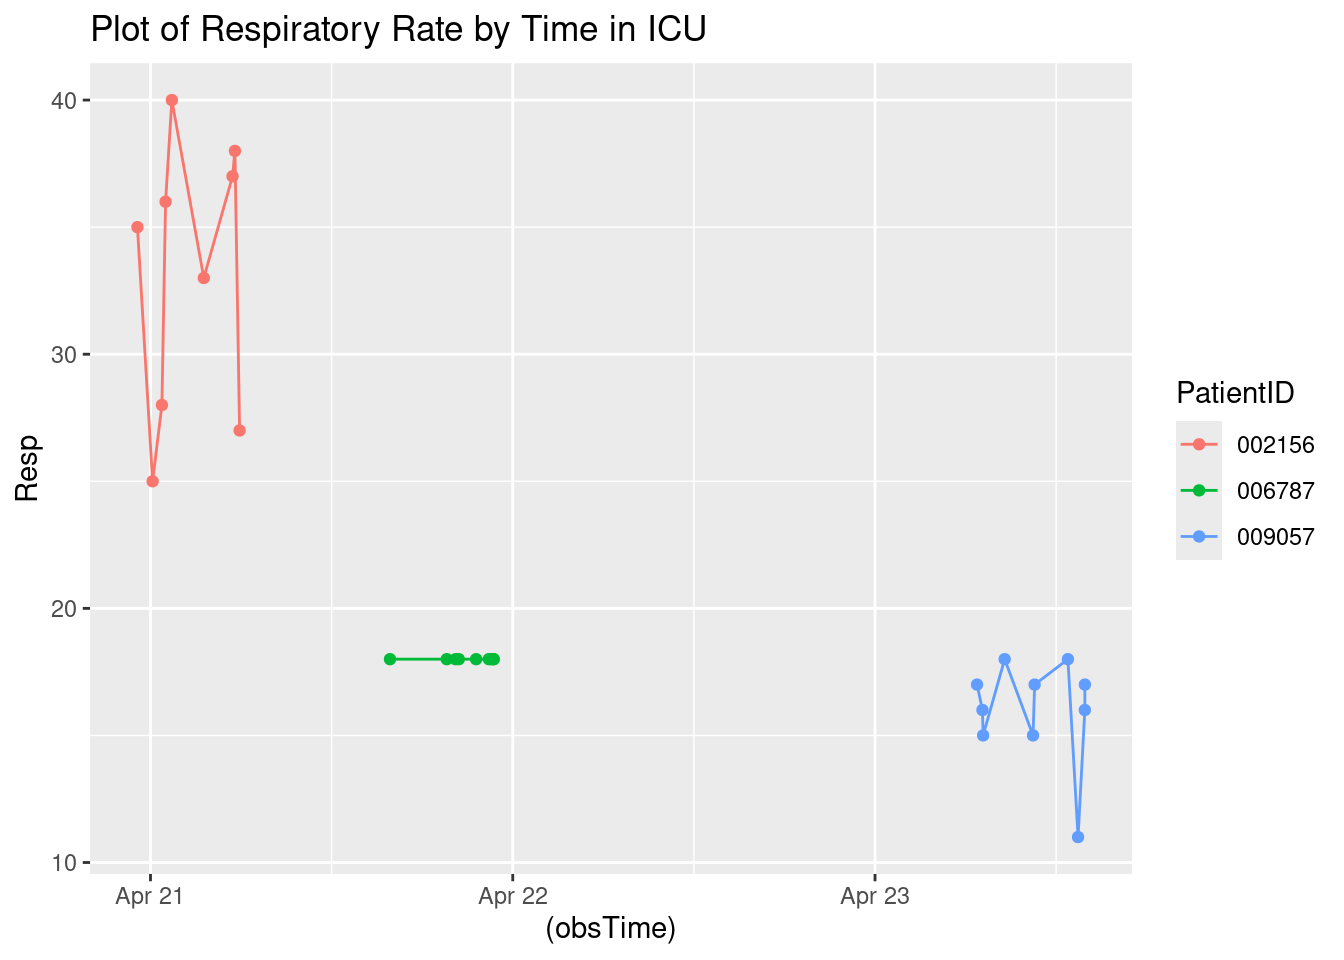 Plot of Respiratory Rate by Time in ICU
40
30
20
10
Resp
Apr 21
Apr 22
Apr 23
(obsTime)
PatientID
002156
006787
009057